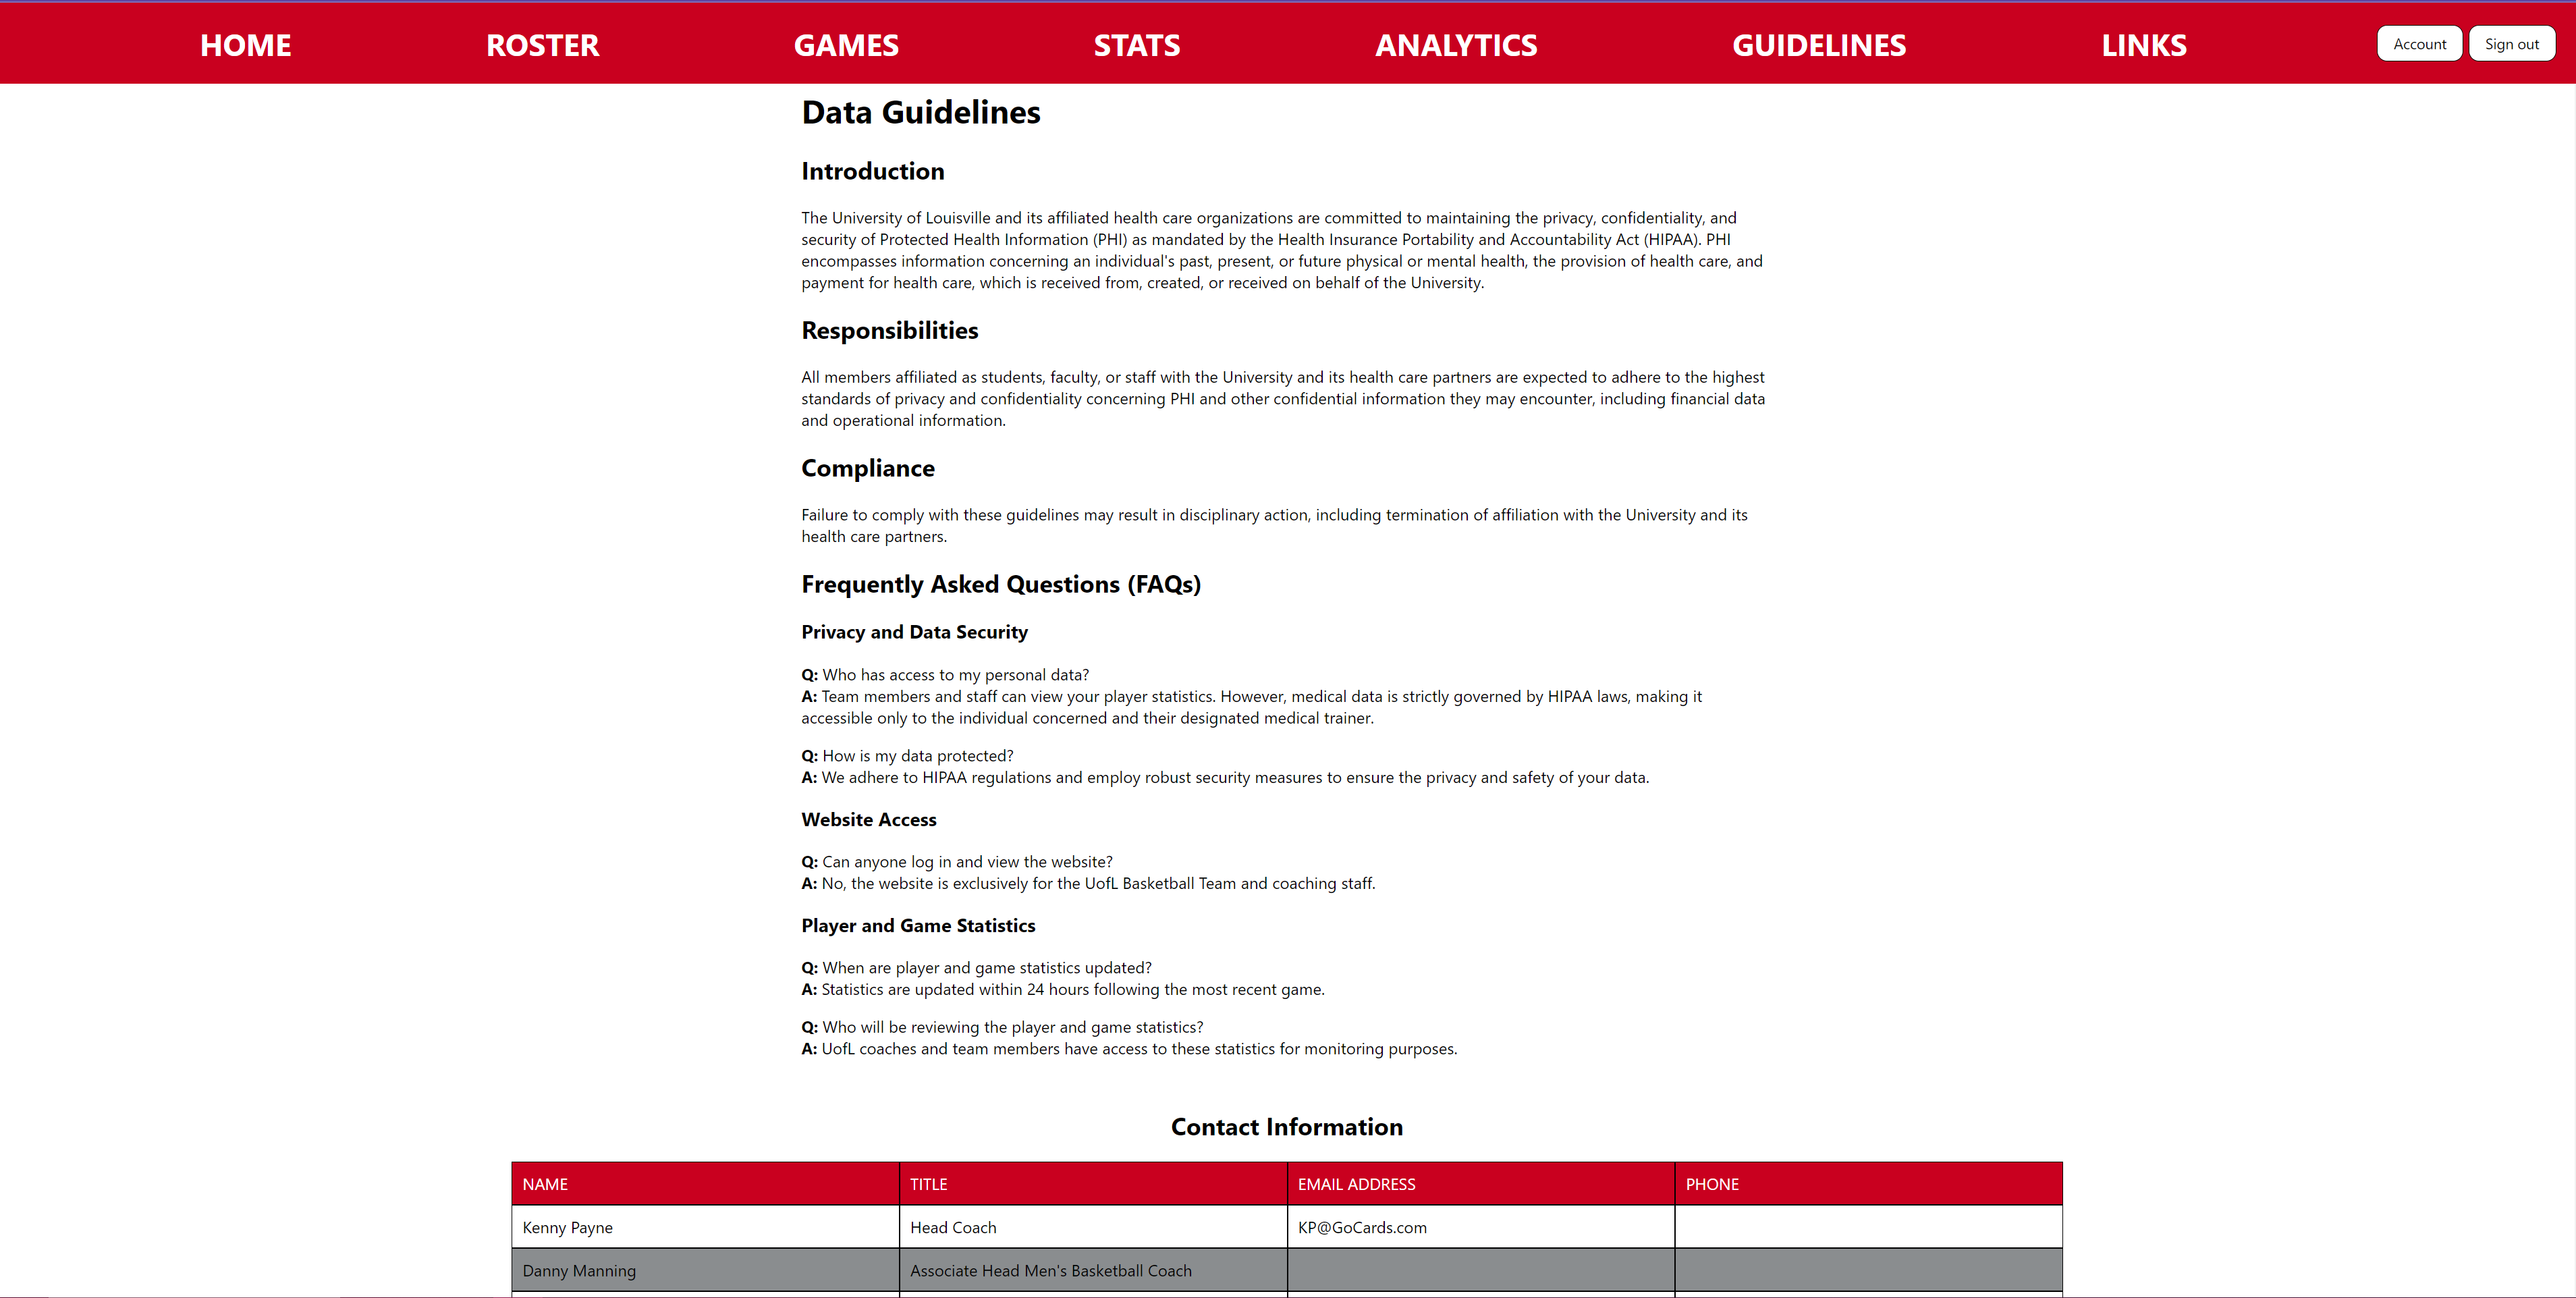 HOME ROSTER GAMES STATS ANALYTICS GUIDELINES LINKS Account Sign out
Data Guidelines
Introduction
The University of Louisville and its affiliated health care organizations are committed to maintaining the privacy, confidentiality, and
security of Protected Health Information (PHI) as mandated by the Health Insurance Portability and Accountability Act (HIPAA). PHI
encompasses information concerning an individual's past, present, or future physical or mental health, the provision of health care, and
payment for health care, which is received from, created, or received on behalf of the University.
Responsibilities
All members affiliated as students, faculty, or staff with the University and its health care partners are expected to adhere to the highest
standards of privacy and confidentiality concerning PHI and other confidential information they may encounter, including financial data
and operational information.
Compliance
Failure to comply with these guidelines may result in disciplinary action, including termination of affiliation with the University and its
health care partners.
Frequently Asked Questions (FAQs)
Privacy and Data Security
Q: Who has access to my personal data?
A: Team members and staff can view your player statistics. However, medical data is strictly governed by HIPAA laws, making it
accessible only to the individual concerned and their designated medical trainer.
Q: How is my data protected?
A: We adhere to HIPAA regulations and employ robust security measures to ensure the privacy and safety of your data.
Website Access
Q: Can anyone log in and view the website?
A: No, the website is exclusively for the UofL Basketball Team and coaching staff.
Player and Game Statistics
Q: When are player and game statistics updated?
A: Statistics are updated within 24 hours following the most recent game.
Q: Who will be reviewing the player and game statistics?
A: UofL coaches and team members have access to these statistics for monitoring purposes.
Contact Information
NAME TITLE EMAIL ADDRESS PHONE
Kenny Payne Head Coach KP@GoCards.com
Danny Manning Associate Head Men's Basketball Coach